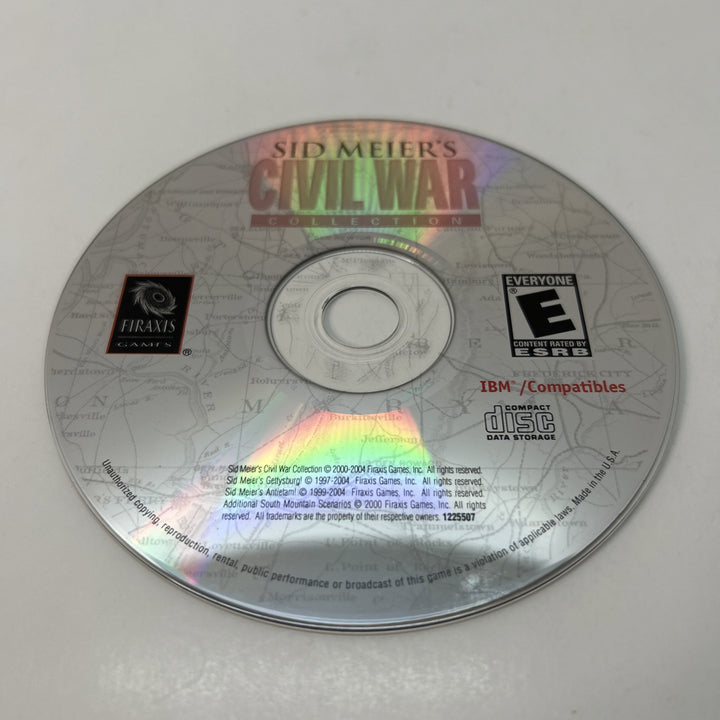 SID MEIER'S
CIVIL WAR
COLLECTION
FIRAXIS
GAMES
®
EVERYONE
E
®
CONTENT RATED BY
ESRB
IBM™/Compatibles
COMPACT
disc
DATA STORAGE
FREDERICK CITY
Burkittsville
Jefferson
Sid Meier's Civil War Collection © 2000-2004 Firaxis Games, Inc. All rights reserved.
Sid Meier's Gettysburg! © 1997-2004 Firaxis Games, Inc. All rights reserved.
Sid Meier's Antietam! © 1999-2004 Firaxis Games, Inc. All rights reserved.
Additional South Mountain Scenarios © 2000 Firaxis Games, Inc. All rights
reserved. All trademarks are the property of their respective owners. 1225507
Unauthorized copying, reproduction, rental, public performance or broadcast of this game is a violation of applicable laws. Made in the U.S.A.